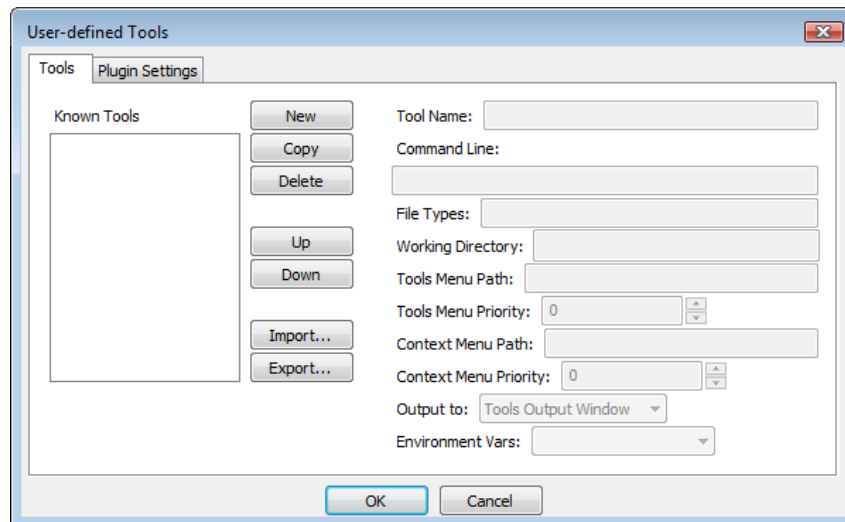 User-defined Tools
Tools
Plugin Settings
Known Tools
New
Copy
Delete
Up
Down
Import...
Export...
Tool Name:
Command Line:
File Types:
Working Directory:
Tools Menu Path:
Tools Menu Priority: 0
Context Menu Path:
Context Menu Priority: 0
Output to: Tools Output Window
Environment Vars:
OK
Cancel